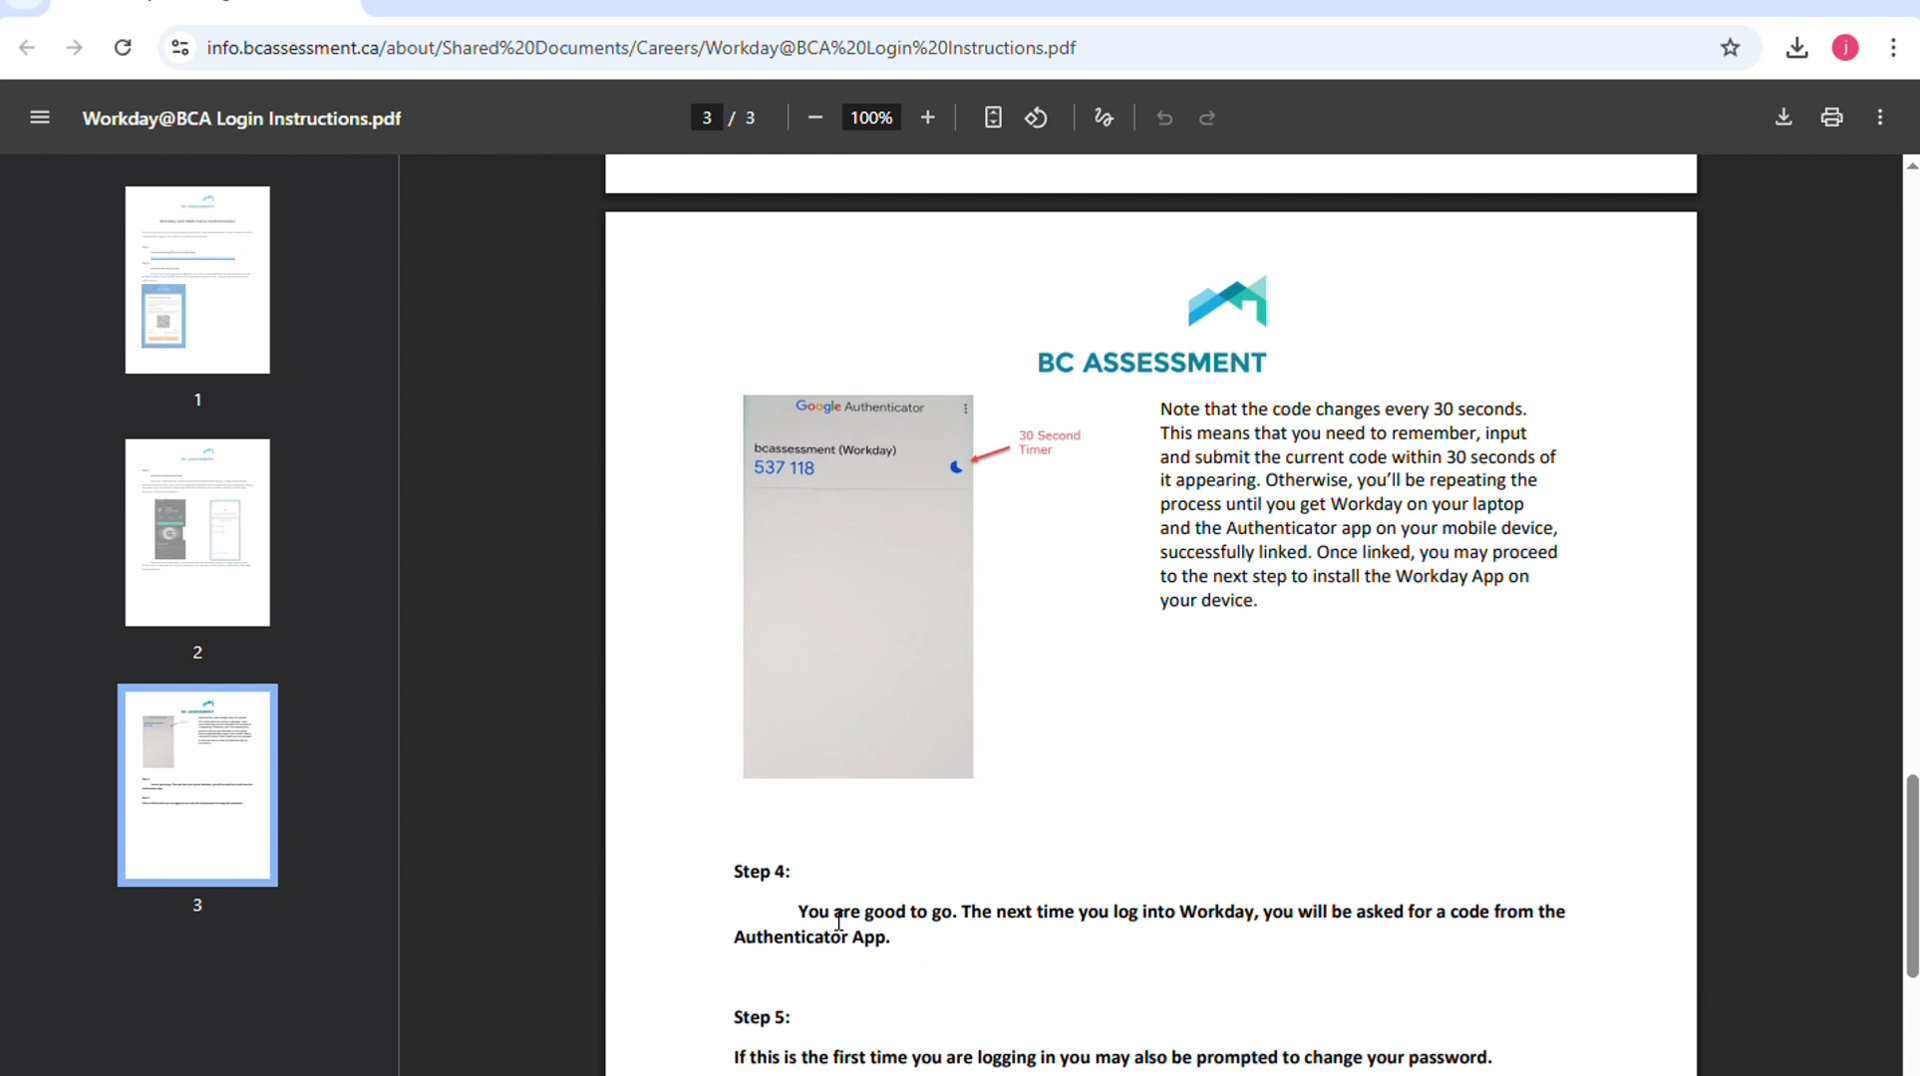 info.bcassessment.ca/about/Shared%20Documents/Careers/Workday@BCA%20Login%20Instructions.pdf
j
Workday@BCA Login Instructions.pdf
3 / 3
100%
1
2
3
BC ASSESSMENT
Google Authenticator
bcassessment (Workday)
537 118
30 Second
Timer
Note that the code changes every 30 seconds.
This means that you need to remember, input
and submit the current code within 30 seconds of
it appearing. Otherwise, you’ll be repeating the
process until you get Workday on your laptop
and the Authenticator app on your mobile device,
successfully linked. Once linked, you may proceed
to the next step to install the Workday App on
your device.
Step 4:
You are good to go. The next time you log into Workday, you will be asked for a code from the
Authenticator App.
Step 5:
If this is the first time you are logging in you may also be prompted to change your password.